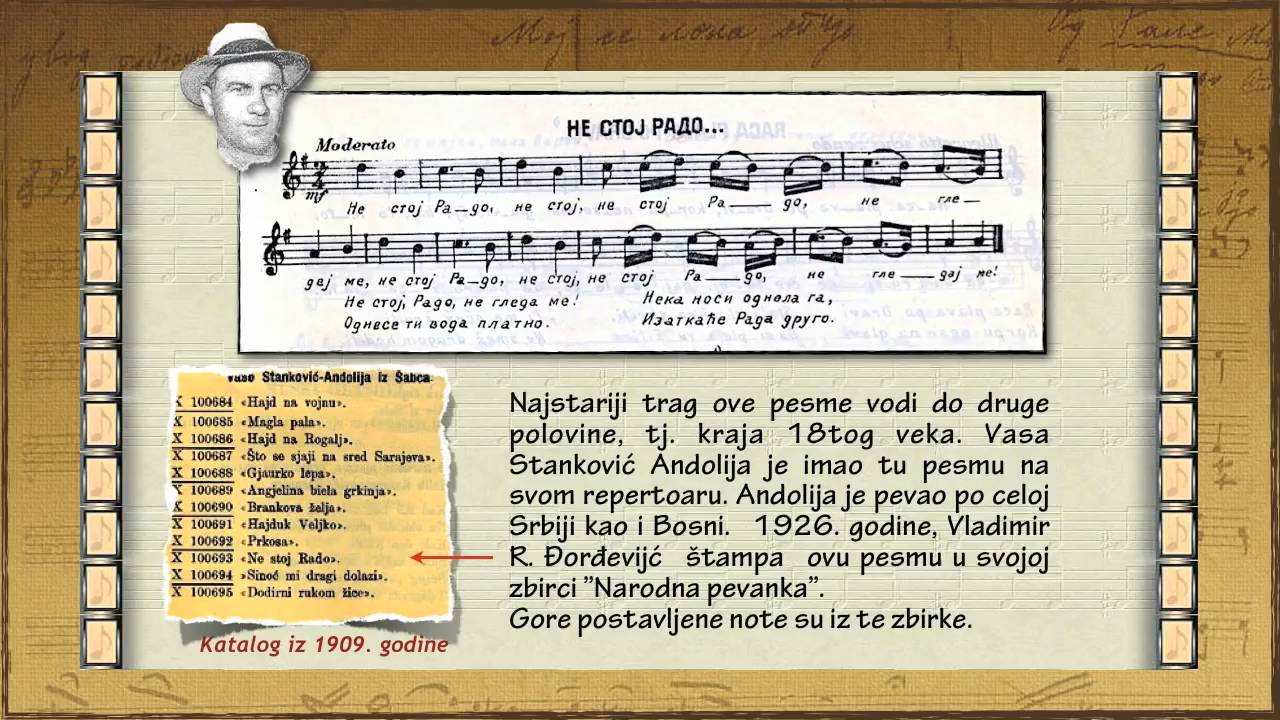 НЕ СТОЈ РАДО...
Moderato
mf
Не стој Ра—до, не стој, не стој Ра—до, не гле—
дај ме, не стој Ра—до, не стој, не стој Ра—до, не гле—дај ме!
Не стој, Радо, не гледа ме!
Однесе ти вода платно.
Нека носи однела га,
Изаткаће Рада друго.
Vaso Stanković-Andolija iz Šabca
X 100684 «Hajd na vojnu».
X 100685 «Magla pala».
X 100686 «Hajd na Rogalj».
X 100687 «Što se sjaji na sred Sarajeva».
X 100688 «Gjaurko lepa».
X 100689 «Angjelina biela grkinja».
X 100690 «Brankova želja».
X 100691 «Hajduk Veljko».
X 100692 «Prkosa».
X 100693 «Ne stoj Rado».
X 100694 »Sinoć mi dragi dolazi».
X 100695 «Dodirni rukom žice».
Katalog iz 1909. godine
Najstariji trag ove pesme vodi do druge
polovine, tj. kraja 18tog veka. Vasa
Stanković Andolija je imao tu pesmu na
svom repertoaru. Andolija je pevao po celoj
Srbiji kao i Bosni. 1926. godine, Vladimir
R. Đorđevijć štampa ovu pesmu u svojoj
zbirci ”Narodna pevanka”.
Gore postavljene note su iz te zbirke.